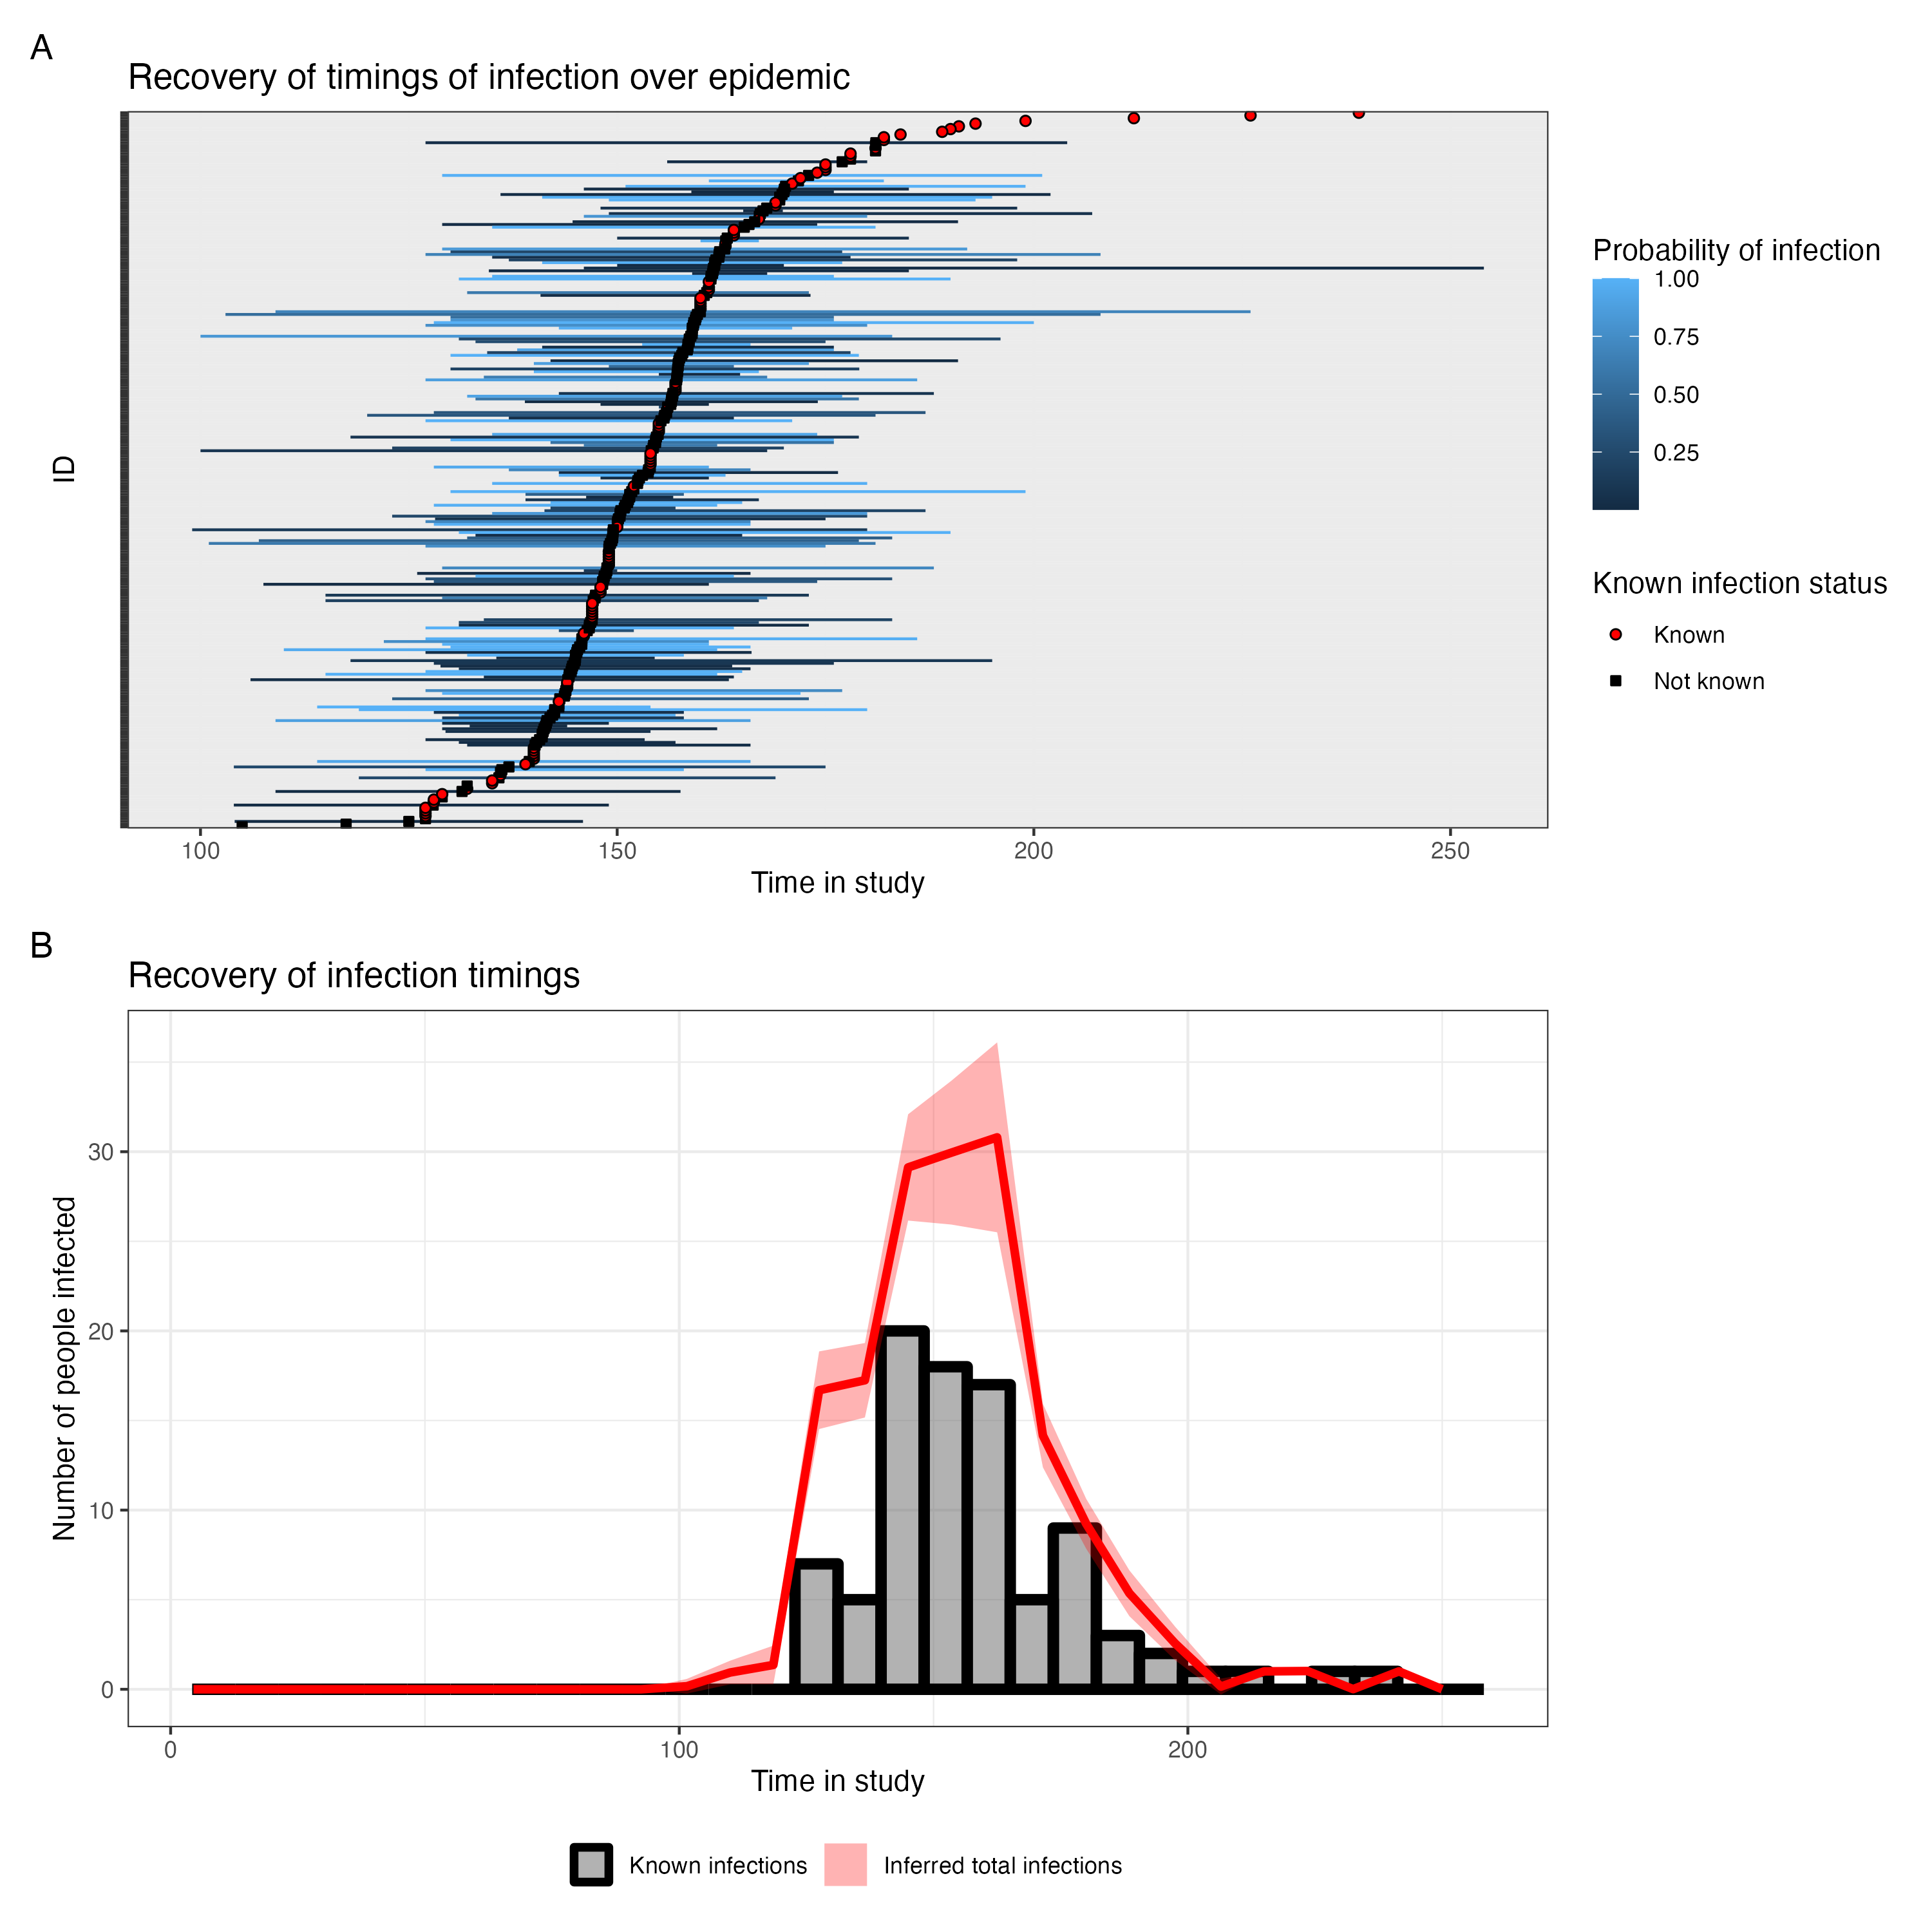 A
Recovery of timings of infection over epidemic
ID
100 150 200 250
Time in study
Probability of infection
1.00
0.75
0.50
0.25
Known infection status
Known
Not known
B
Recovery of infection timings
Number of people infected
30
20
10
0
0 100 200
Time in study
Known infections Inferred total infections